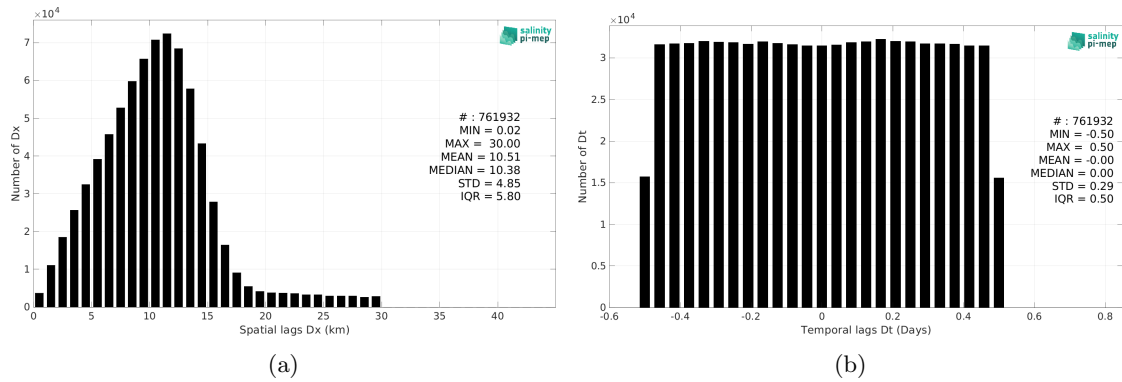 ×10⁴
7
6
5
4
3
2
1
0
Number of Dx
0 5 10 15 20 25 30 35 40
Spatial lags Dx (km)
salinity
pi-mep
# : 761932
MIN = 0.02
MAX = 30.00
MEAN = 10.51
MEDIAN = 10.38
STD = 4.85
IQR = 5.80
(a)
×10⁴
3
2.5
2
1.5
1
0.5
0
Number of Dt
-0.6 -0.4 -0.2 0 0.2 0.4 0.6 0.8
Temporal lags Dt (Days)
salinity
pi-mep
# : 761932
MIN = -0.50
MAX = 0.50
MEAN = -0.00
MEDIAN = 0.00
STD = 0.29
IQR = 0.50
(b)